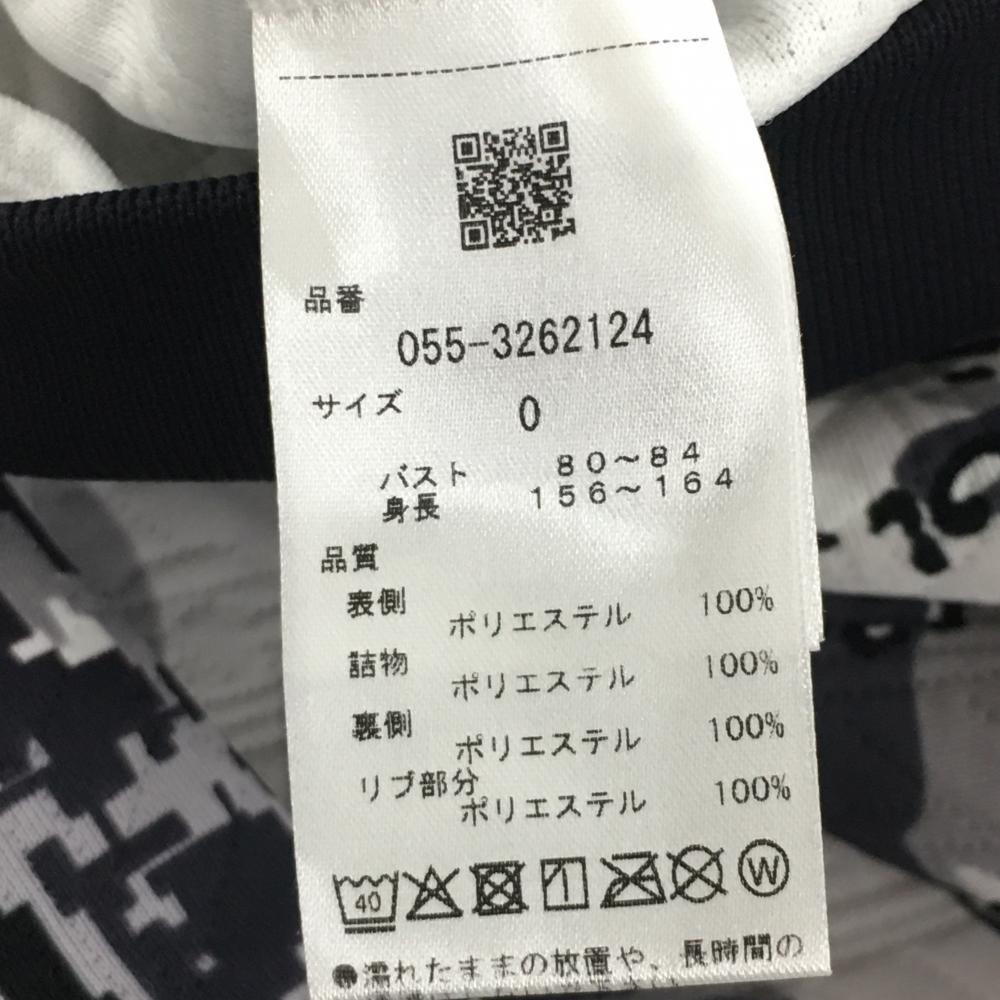 品番
055-3262124
サイズ 0
バスト 80～84
身長 156～164
品質
表側 ポリエステル 100%
詰物 ポリエステル 100%
裏側 ポリエステル 100%
リブ部分 ポリエステル 100%
40 W
●濡れたままの放置や、長時間の